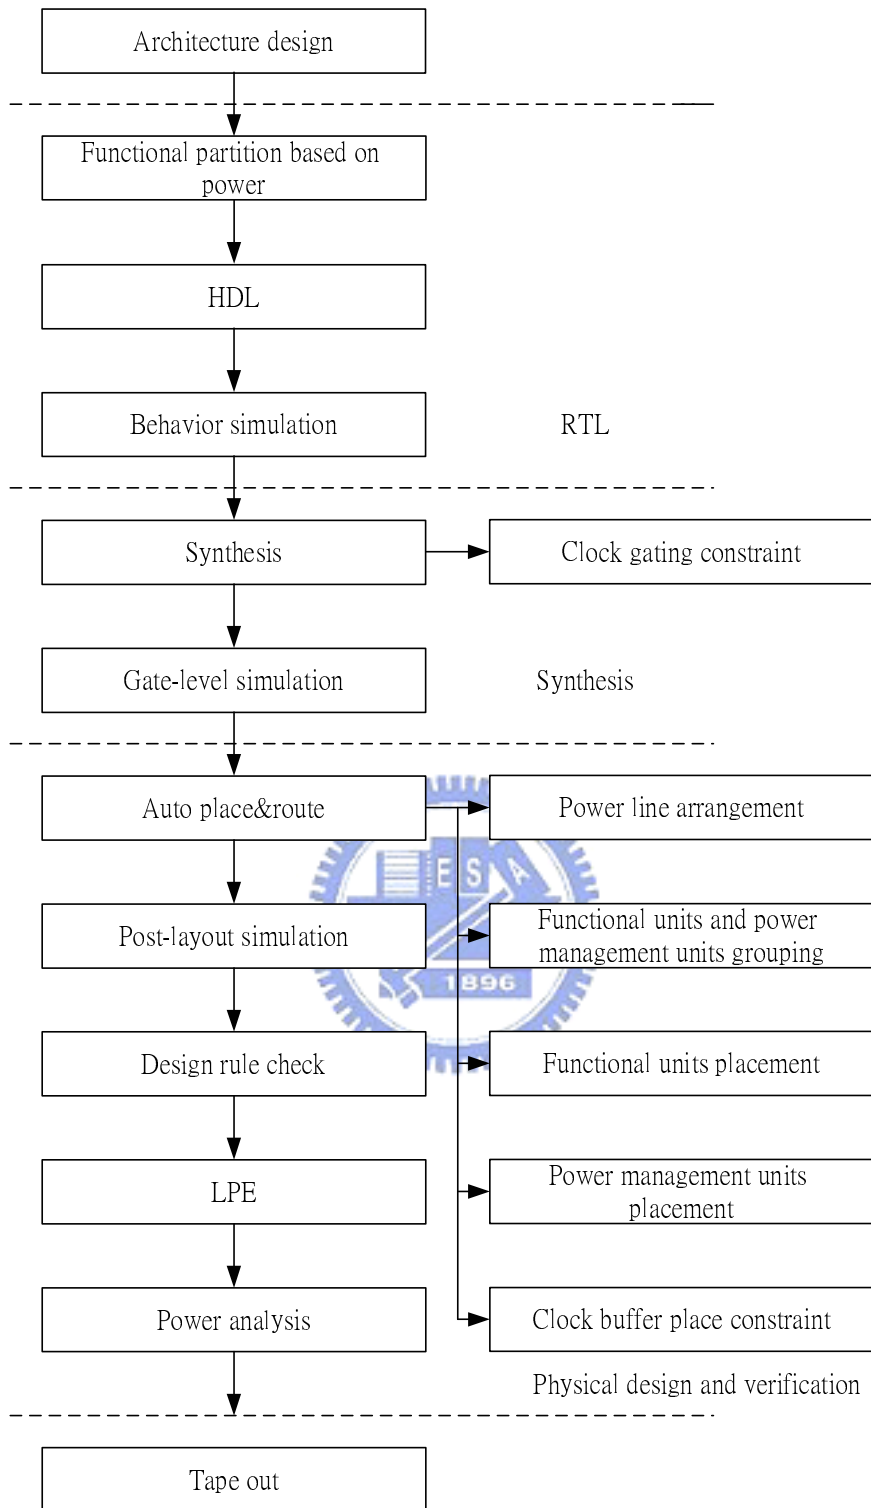 Architecture design
Functional partition based on
power
HDL
Behavior simulation
RTL
Synthesis
Clock gating constraint
Gate-level simulation
Synthesis
Auto place&route
Power line arrangement
E S A
Post-layout simulation
Functional units and power
management units grouping
1896
Design rule check
Functional units placement
LPE
Power management units
placement
Power analysis
Clock buffer place constraint
Physical design and verification
Tape out